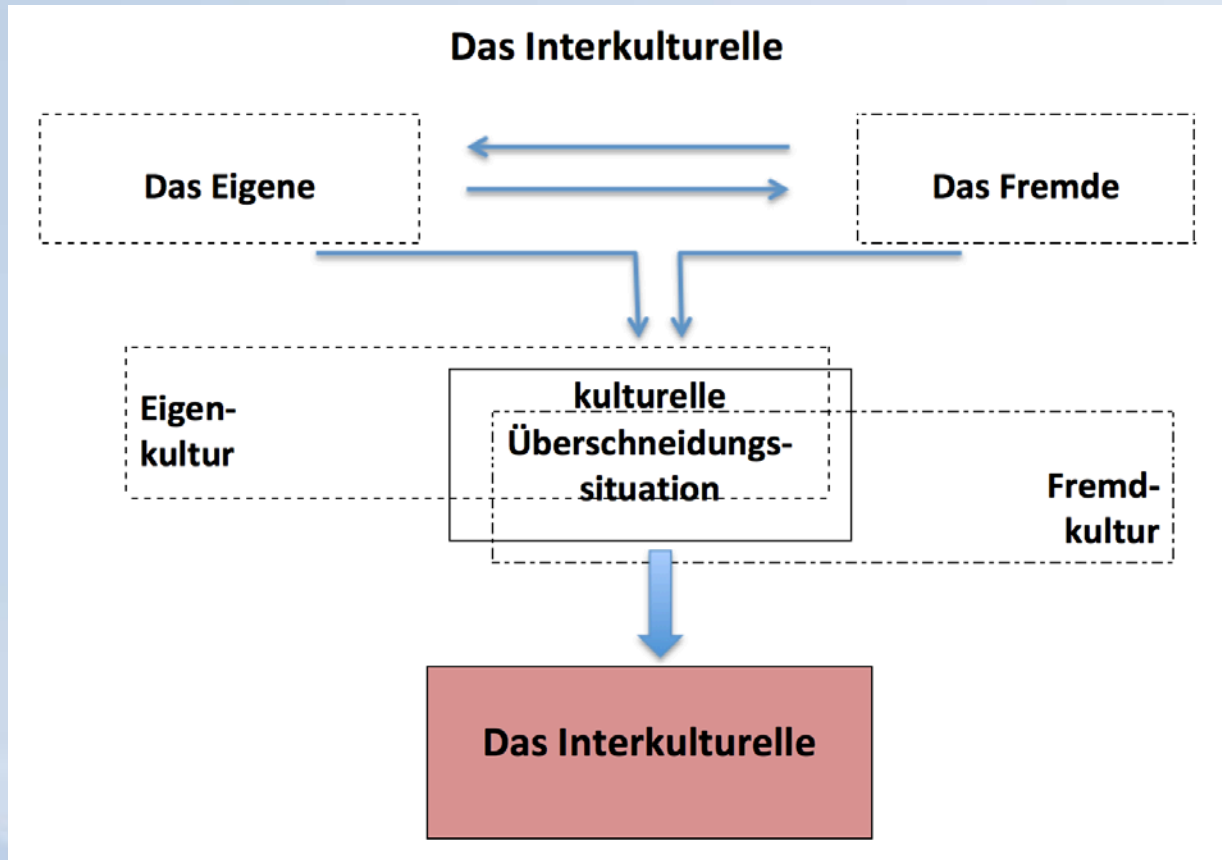 Das Interkulturelle
Das Eigene
Das Fremde
Eigen-
kultur
kulturelle
Überschneidungs-
situation
Fremd-
kultur
Das Interkulturelle